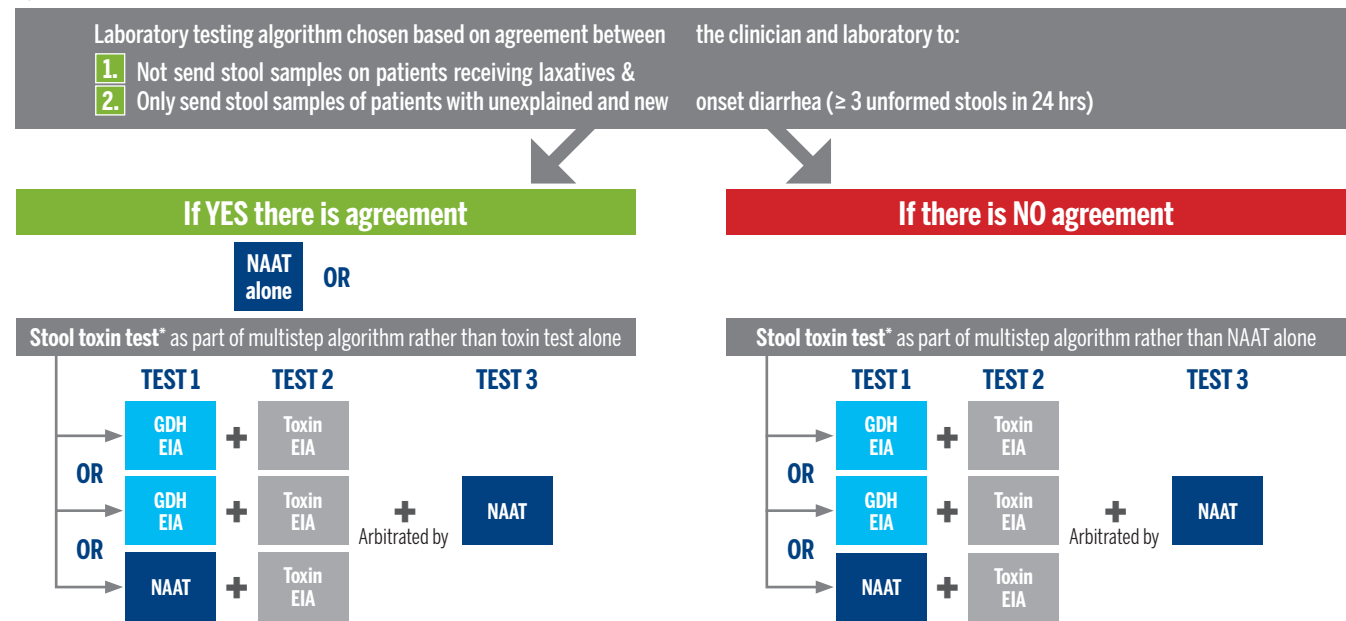 Laboratory testing algorithm chosen based on agreement between the clinician and laboratory to:
1. Not send stool samples on patients receiving laxatives &
2. Only send stool samples of patients with unexplained and new onset diarrhea (≥ 3 unformed stools in 24 hrs)
If YES there is agreement
NAAT
alone
OR
Stool toxin test* as part of multistep algorithm rather than toxin test alone
TEST 1 TEST 2 TEST 3
GDH
EIA
+
Toxin
EIA
OR
GDH
EIA
+
Toxin
EIA
+
Arbitrated by
NAAT
OR
NAAT
+
Toxin
EIA
If there is NO agreement
Stool toxin test* as part of multistep algorithm rather than NAAT alone
TEST 1 TEST 2 TEST 3
GDH
EIA
+
Toxin
EIA
OR
GDH
EIA
+
Toxin
EIA
+
Arbitrated by
NAAT
OR
NAAT
+
Toxin
EIA